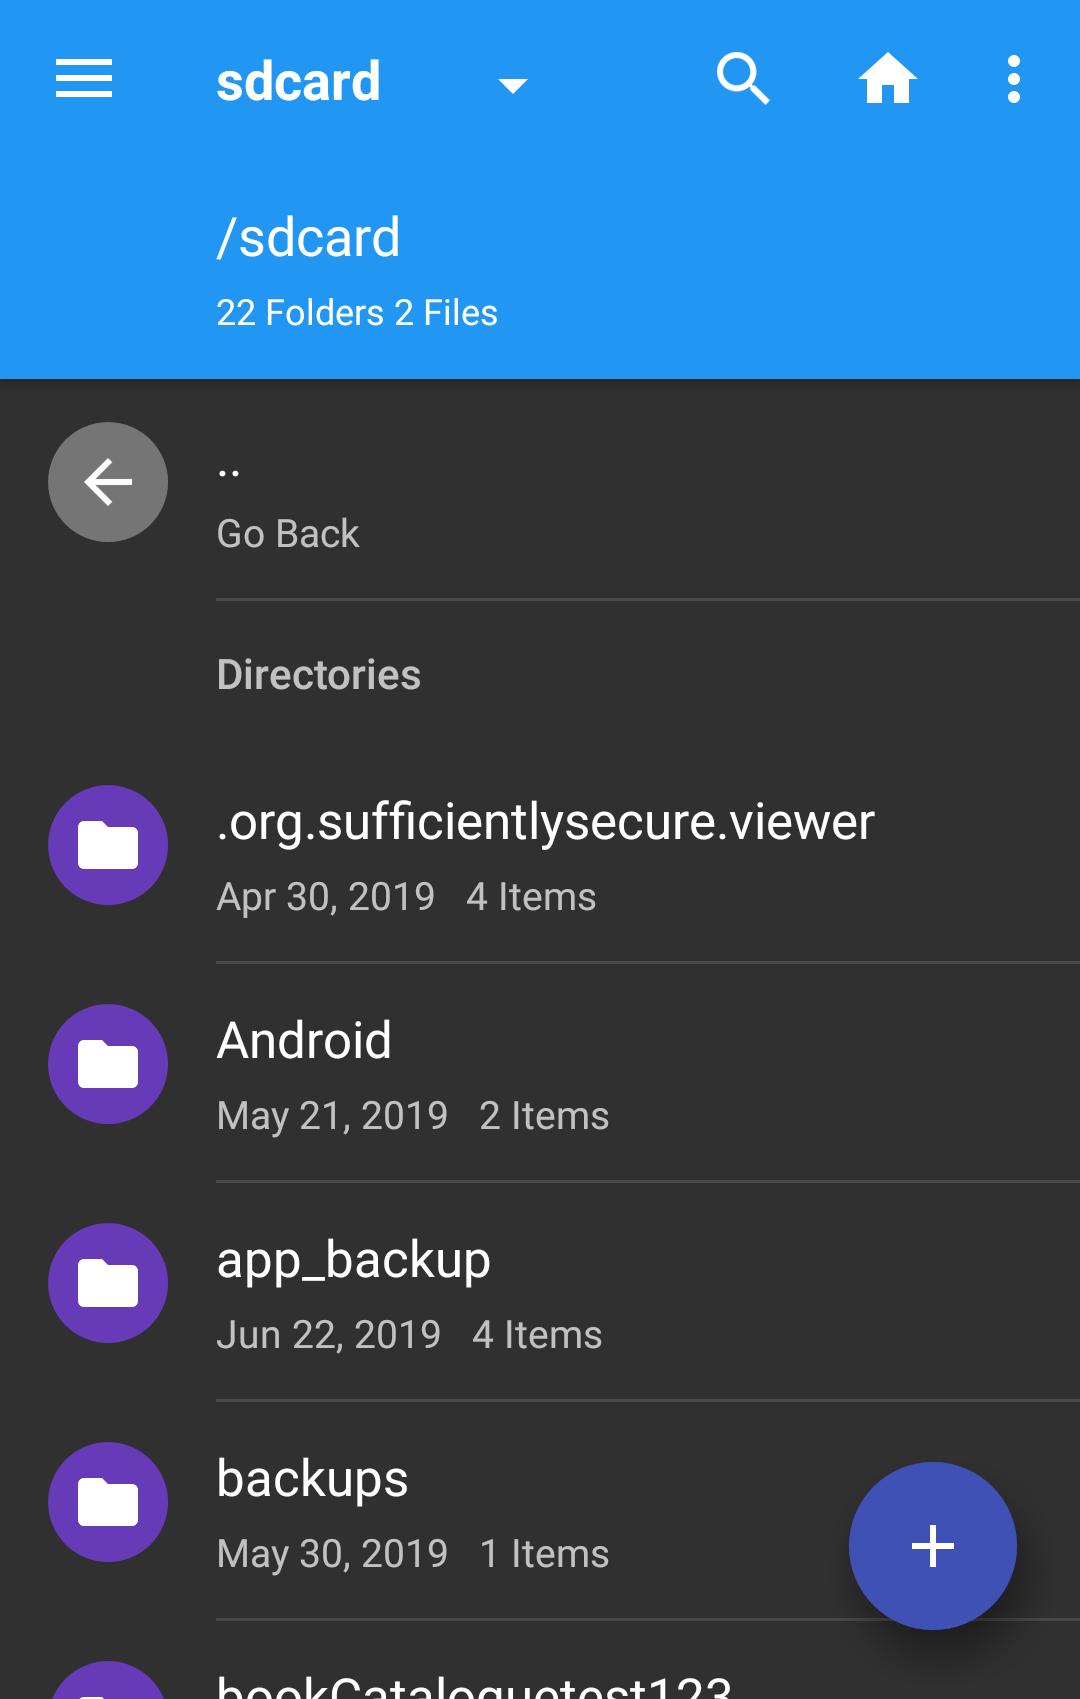 sdcard
/sdcard
22 Folders 2 Files
..
Go Back
Directories
.org.sufficientlysecure.viewer
Apr 30, 2019 4 Items
Android
May 21, 2019 2 Items
app_backup
Jun 22, 2019 4 Items
backups
May 30, 2019 1 Items
bookCataloguetest123